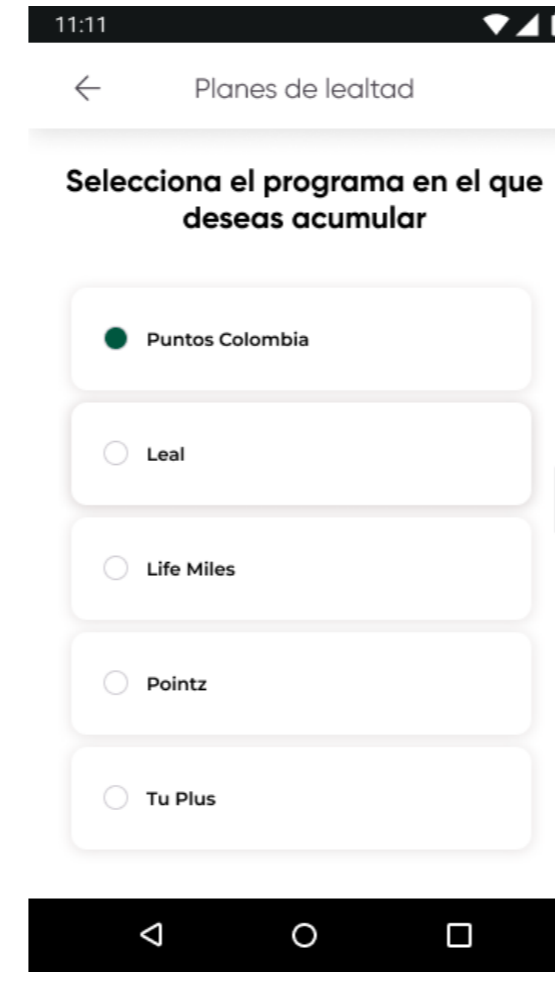 11:11
Planes de lealtad
Selecciona el programa en el que
deseas acumular
Puntos Colombia
Leal
Life Miles
Pointz
Tu Plus